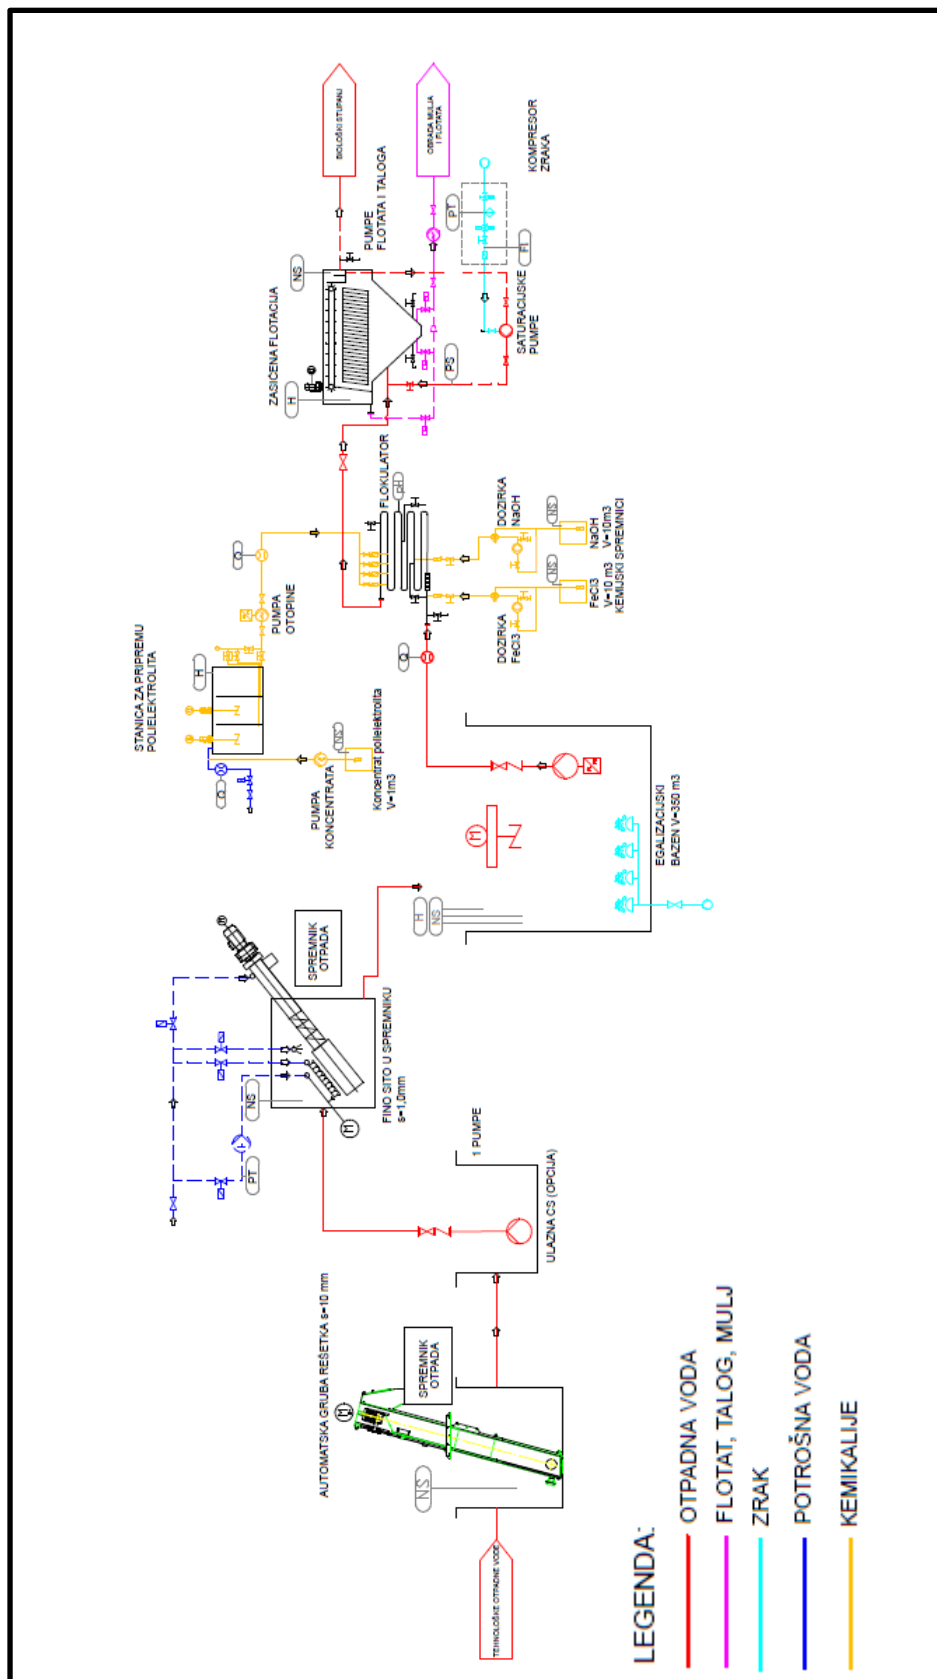 TEHNOLOŠKE OTPADNE VODE
AUTOMATSKA GRUBA REŠETKA s=10 mm
M
SPREMNIK
OTPADA
NS
ULAZNA CS (OPCIJA)
1 PUMPE
PT
NS
M
M
FINO SITO U SPREMNIKU
s=1,0mm
SPREMNIK
OTPADA
H
NS
M
EGALIZACIJSKI
BAZEN V=350 m3
STANICA ZA PRIPREMU
POLIELEKTROLITA
Q
H
PUMPA
KONCENTRATA
NS
Koncentrat polielektrolita
V=1m3
PUMPA
OTOPINE
Q
Q
FLOKULATOR
pH
DOZIRKA
FeCl3
DOZIRKA
NaOH
NS
NS
FeCl3
V=10 m3
NaOH
V=10m3
KEMIJSKI SPREMNICI
ZASIĆENA FLOTACIJA
H
NS
PUMPE
FLOTATA I TALOGA
PS
SATURACIJSKE
PUMPE
PT
FI
KOMPRESOR
ZRAKA
BIOLOŠKI STUPANJ
OBRADA MULJA
I FLOTATA
LEGENDA:
OTPADNA VODA
FLOTAT, TALOG, MULJ
ZRAK
POTROŠNA VODA
KEMIKALIJE